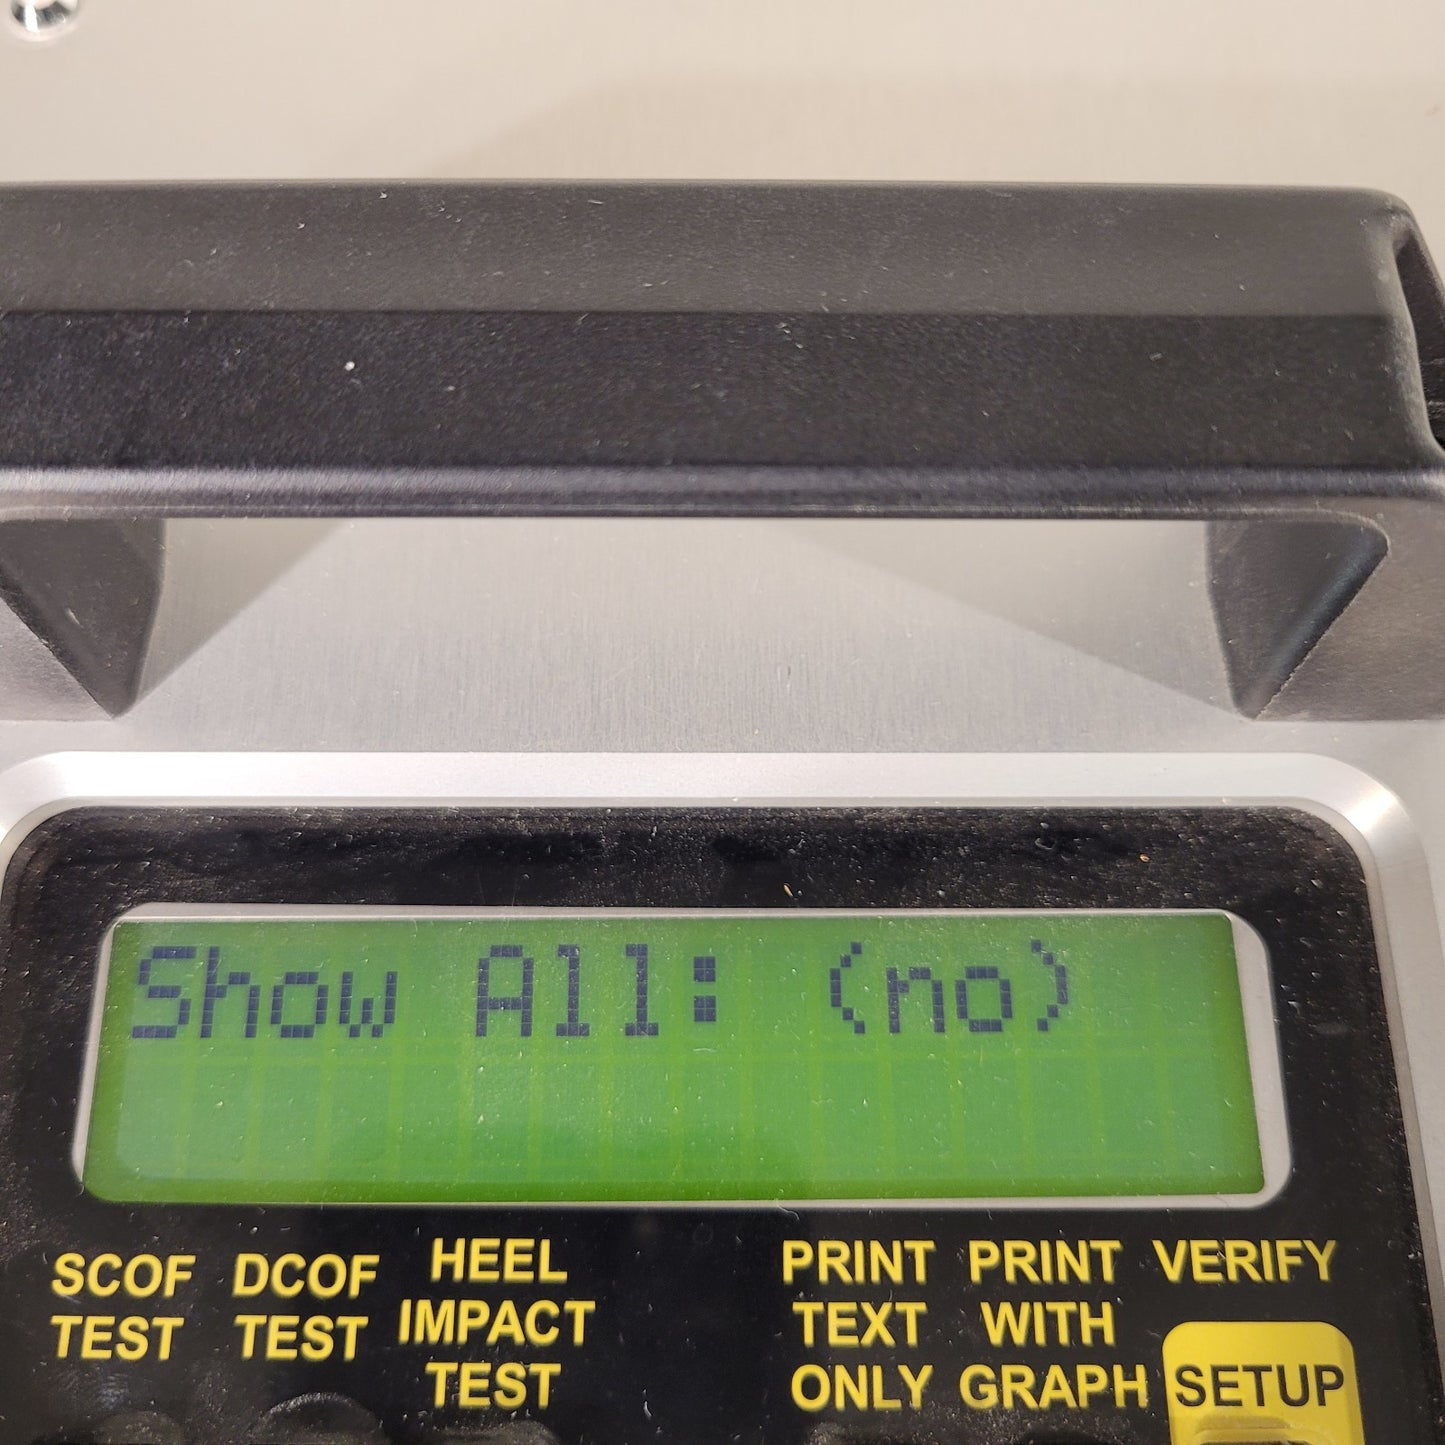 Show All: (no)
SCOF TEST
DCOF TEST
HEEL IMPACT TEST
PRINT TEXT ONLY
PRINT WITH GRAPH
VERIFY
SETUP